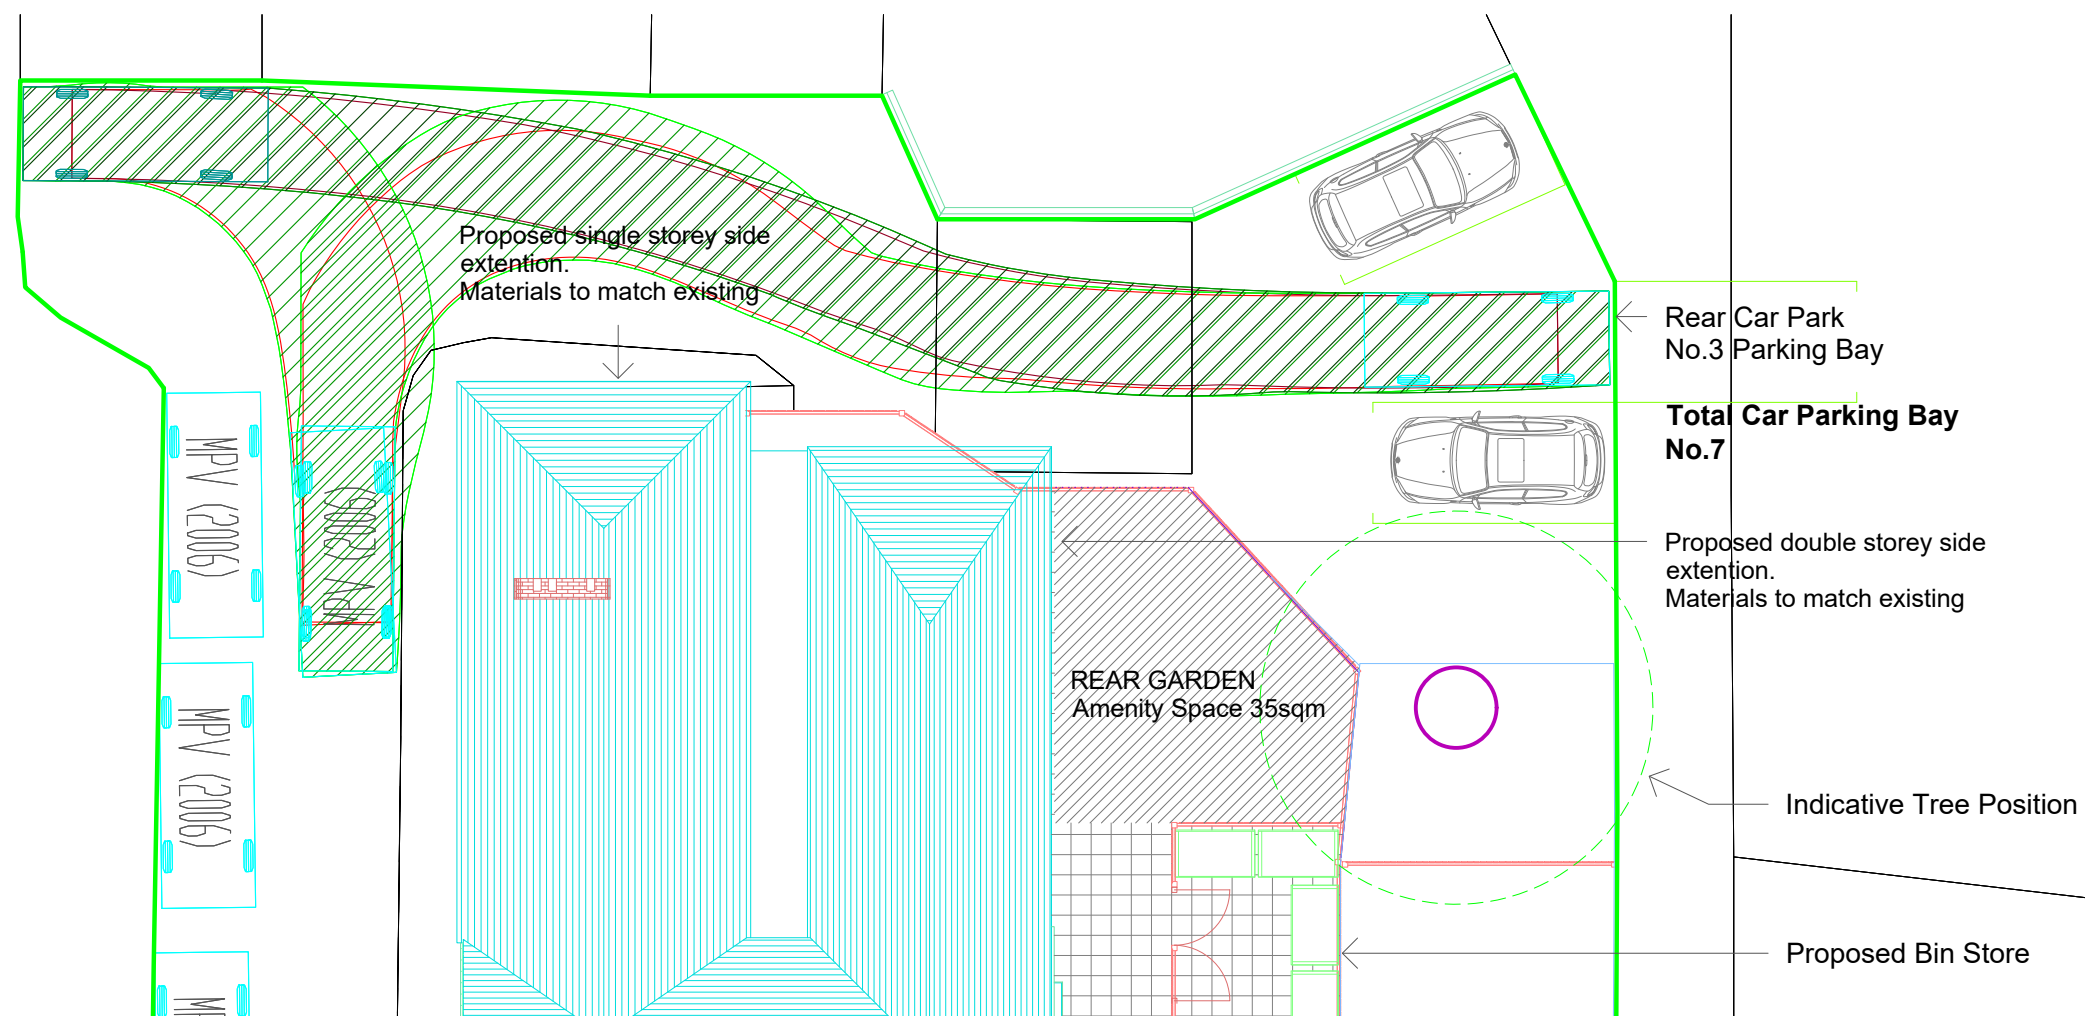 Proposed single storey side
extention.
Materials to match existing
Rear Car Park
No.3 Parking Bay
Total Car Parking Bay
No.7
Proposed double storey side
extention.
Materials to match existing
REAR GARDEN
Amenity Space 35sqm
Indicative Tree Position
Proposed Bin Store
MPV (2006)
MPV (2006)
MPV (2006)